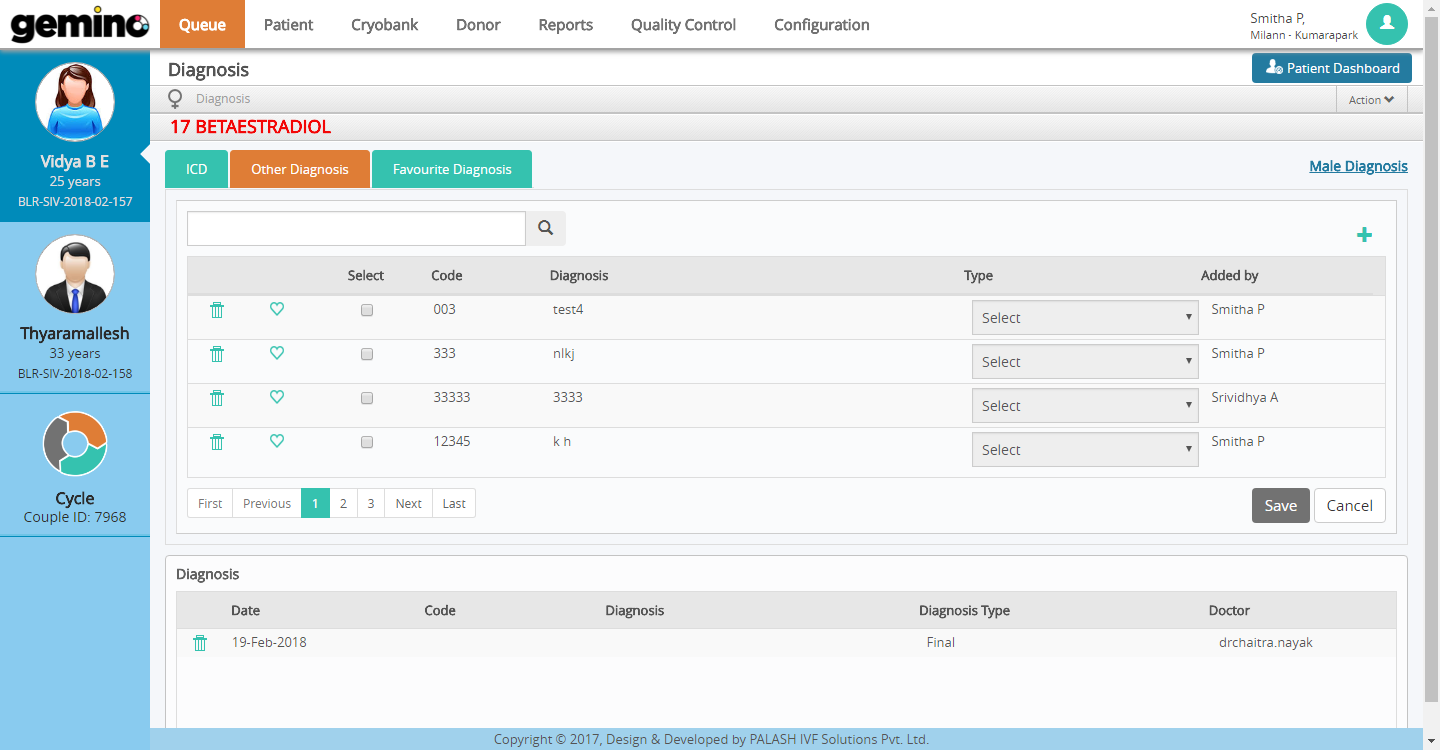 gemino
Queue Patient Cryobank Donor Reports Quality Control Configuration
Smitha P,
Milann - Kumarapark
Vidya B E
25 years
BLR-SIV-2018-02-157
Thyaramallesh
33 years
BLR-SIV-2018-02-158
Cycle
Couple ID: 7968
Diagnosis
Patient Dashboard
Diagnosis
Action
17 BETAESTRADIOL
ICD Other Diagnosis Favourite Diagnosis
Male Diagnosis
Select Code Diagnosis Type Added by
003 test4 Select Smitha P
333 nlkj Select Smitha P
33333 3333 Select Srividhya A
12345 k h Select Smitha P
First Previous 1 2 3 Next Last
Save Cancel
Diagnosis
Date Code Diagnosis Diagnosis Type Doctor
19-Feb-2018 Final drchaitra.nayak
Copyright © 2017, Design & Developed by PALASH IVF Solutions Pvt. Ltd.